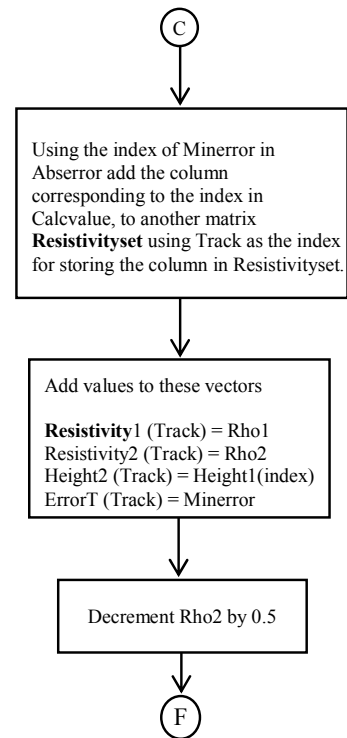 C
Using the index of Minerror in
Abserror add the column
corresponding to the index in
Calcvalue, to another matrix
Resistivityset using Track as the index
for storing the column in Resistivityset.
Add values to these vectors
Resistivity1 (Track) = Rho1
Resistivity2 (Track) = Rho2
Height2 (Track) = Height1(index)
ErrorT (Track) = Minerror
Decrement Rho2 by 0.5
F